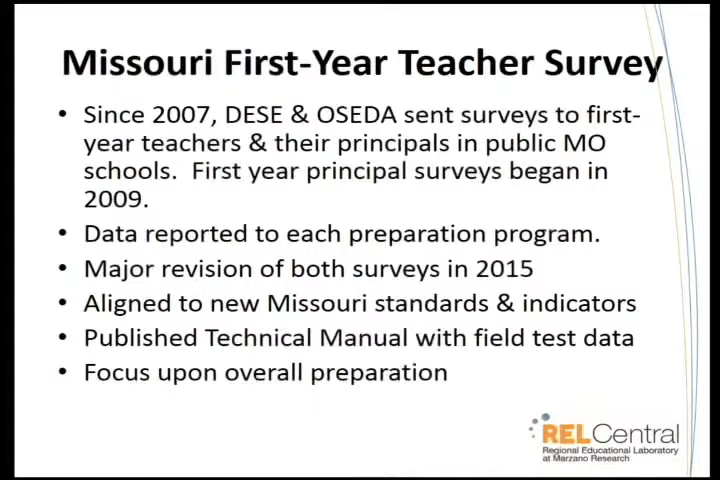 Missouri First-Year Teacher Survey
• Since 2007, DESE & OSEDA sent surveys to first-
year teachers & their principals in public MO
schools.  First year principal surveys began in
2009.
• Data reported to each preparation program.
• Major revision of both surveys in 2015
• Aligned to new Missouri standards & indicators
• Published Technical Manual with field test data
• Focus upon overall preparation
RELCentral
Regional Educational Laboratory
at Marzano Research